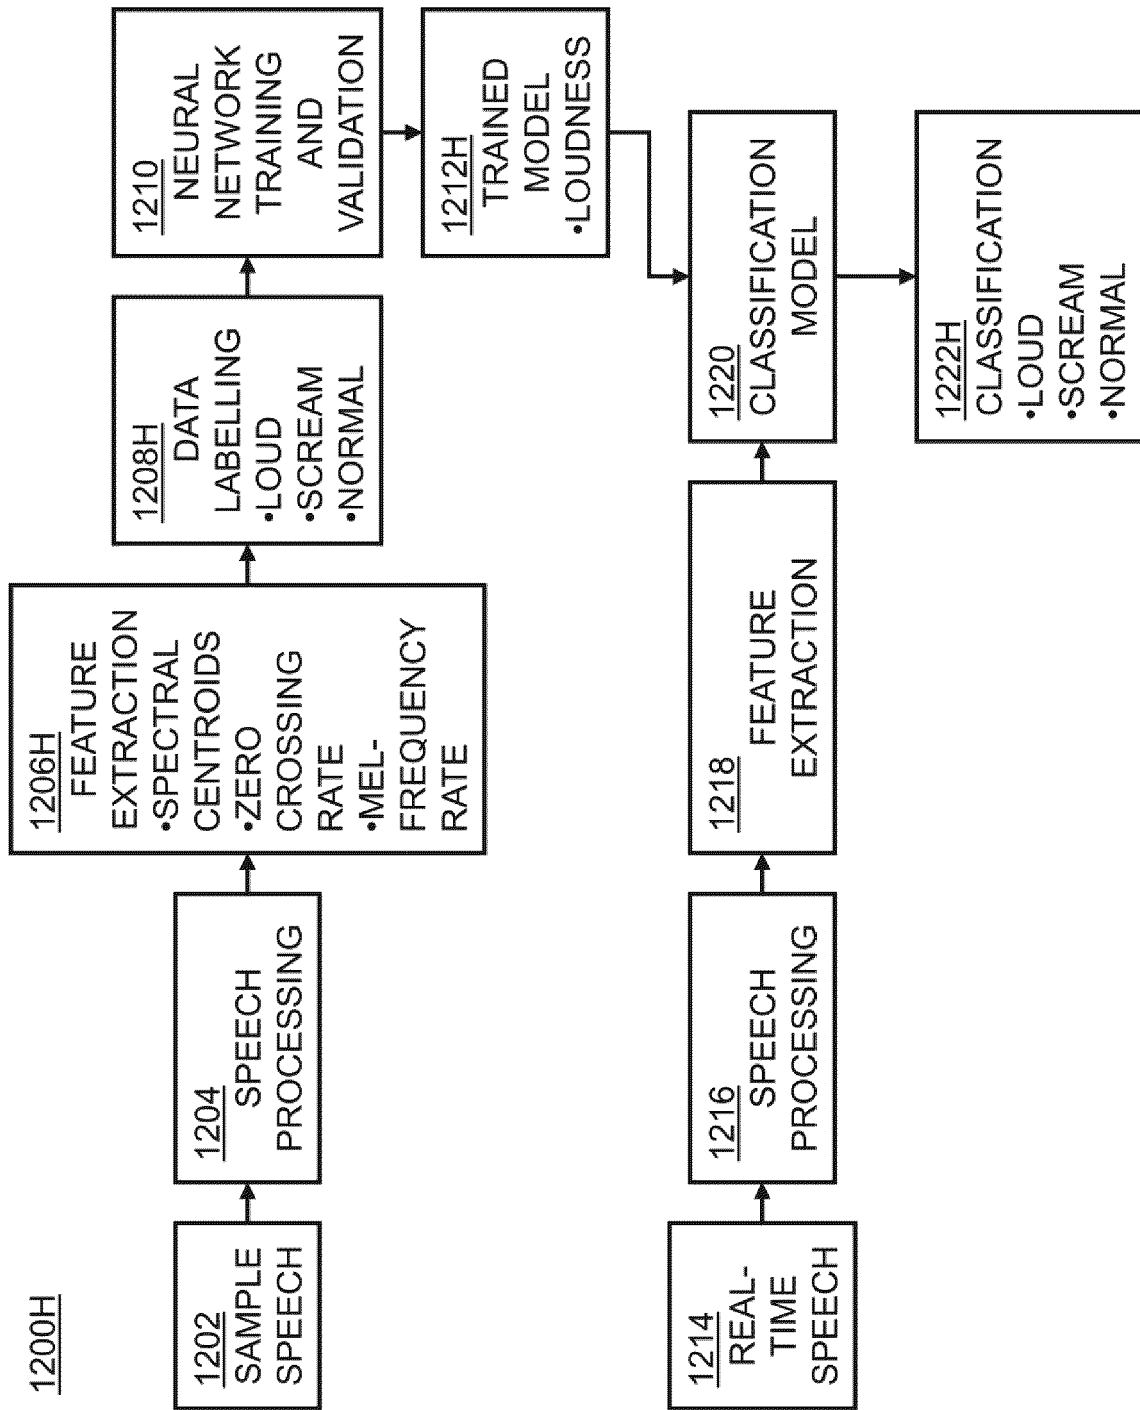 1200H
1202
SAMPLE
SPEECH
1204
SPEECH
PROCESSING
1206H
FEATURE
EXTRACTION
•SPECTRAL
CENTROIDS
•ZERO
CROSSING
RATE
•MEL-
FREQUENCY
RATE
1208H
DATA
LABELLING
•LOUD
•SCREAM
•NORMAL
1210
NEURAL
NETWORK
TRAINING
AND
VALIDATION
1212H
TRAINED
MODEL
•LOUDNESS
1214
REAL-
TIME
SPEECH
1216
SPEECH
PROCESSING
1218
FEATURE
EXTRACTION
1220
CLASSIFICATION
MODEL
1222H
CLASSIFICATION
•LOUD
•SCREAM
•NORMAL